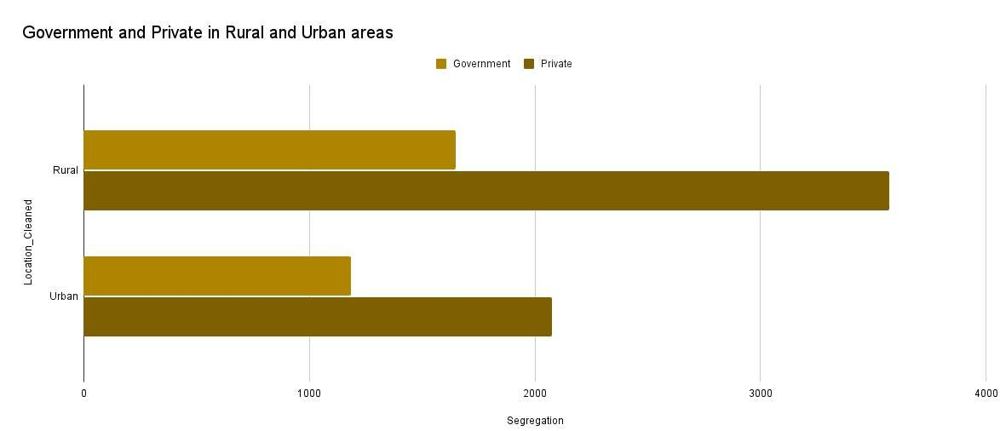 Government and Private in Rural and Urban areas
Government Private
Rural
Urban
Location_Cleaned
0 1000 2000 3000 4000
Segregation